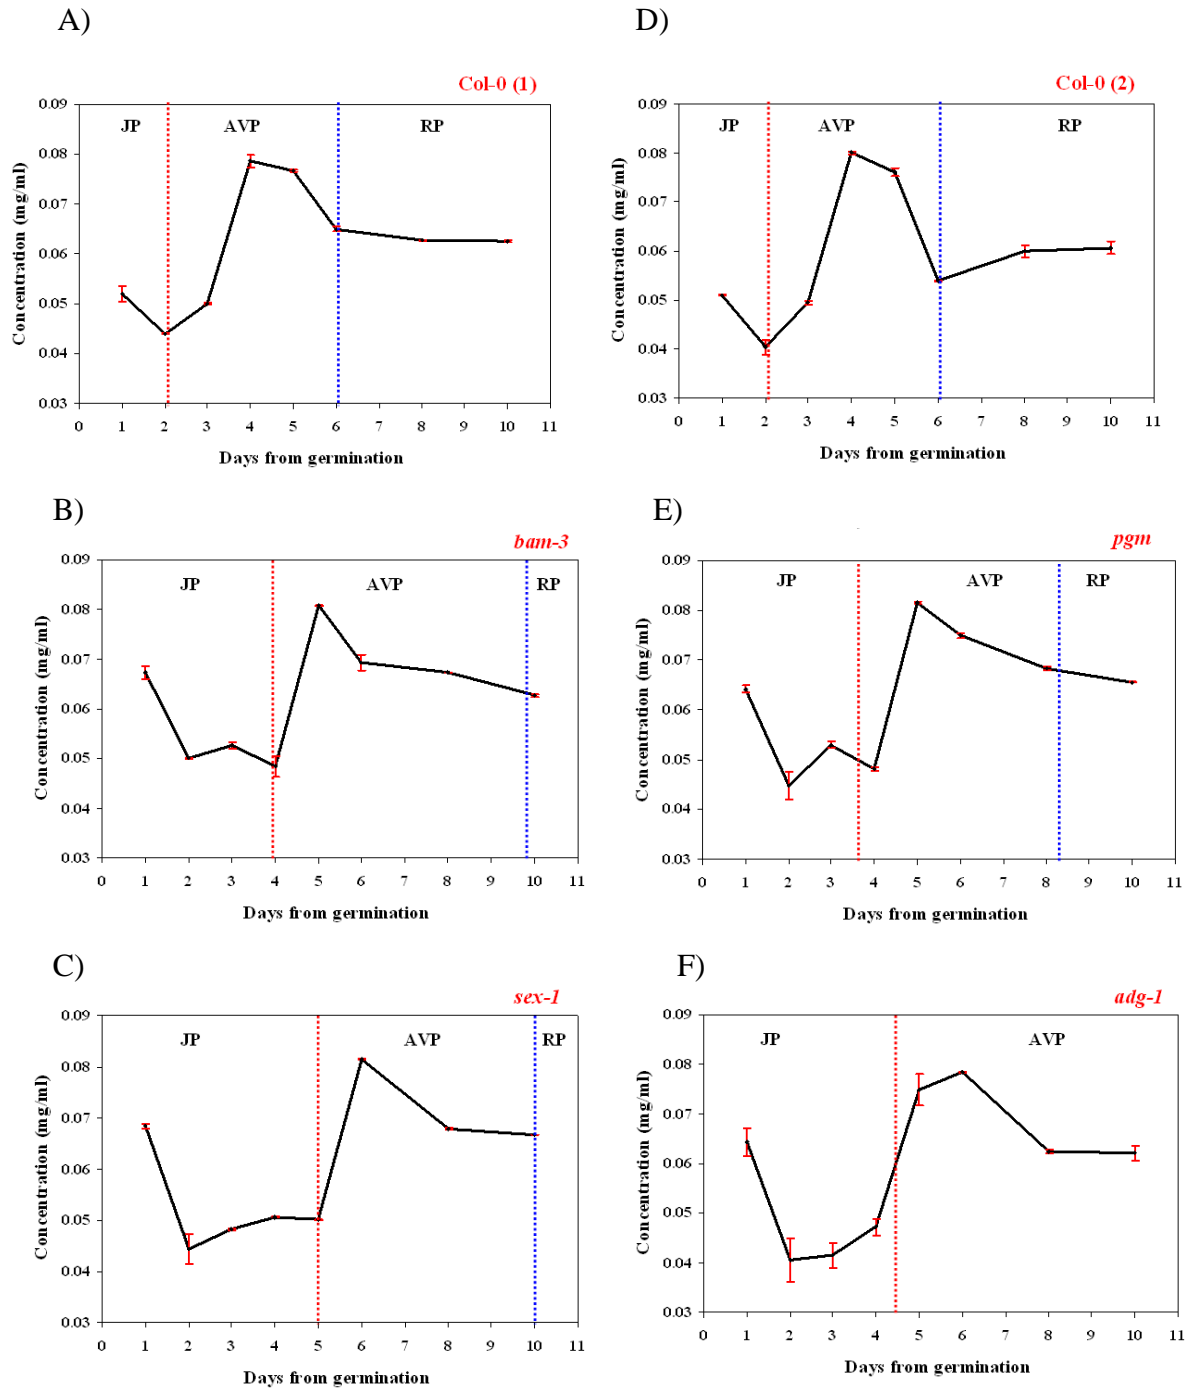 A)
Col-0 (1)
JP AVP RP
0.09
0.08
0.07
0.06
0.05
0.04
0.03
Concentration (mg/ml)
0 1 2 3 4 5 6 7 8 9 10 11
Days from germination
D)
Col-0 (2)
JP AVP RP
0.09
0.08
0.07
0.06
0.05
0.04
0.03
Concentration (mg/ml)
0 1 2 3 4 5 6 7 8 9 10 11
Days from germination
B)
bam-3
JP AVP RP
0.09
0.08
0.07
0.06
0.05
0.04
0.03
Concentration (mg/ml)
0 1 2 3 4 5 6 7 8 9 10 11
Days from germination
E)
pgm
JP AVP RP
0.09
0.08
0.07
0.06
0.05
0.04
0.03
Concentration (mg/ml)
0 1 2 3 4 5 6 7 8 9 10 11
Days from germination
C)
sex-1
JP AVP RP
0.09
0.08
0.07
0.06
0.05
0.04
0.03
Concentration (mg/ml)
0 1 2 3 4 5 6 7 8 9 10 11
Days from germination
F)
adg-1
JP AVP
0.09
0.08
0.07
0.06
0.05
0.04
0.03
Concentration (mg/ml)
0 1 2 3 4 5 6 7 8 9 10 11
Days from germination